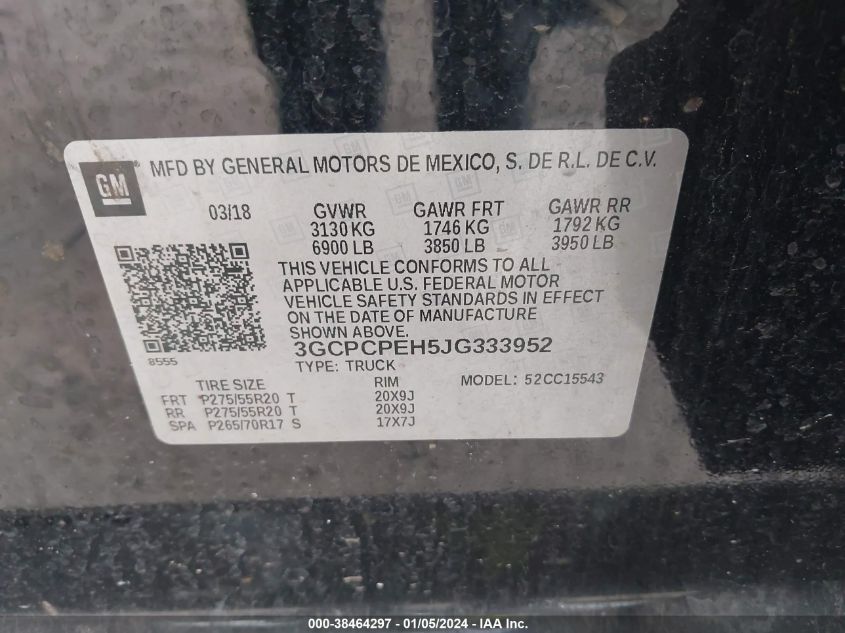 GM
MFD BY GENERAL MOTORS DE MEXICO, S. DE R.L. DE C.V.
03/18 GVWR GAWR FRT GAWR RR
3130 KG 1746 KG 1792 KG
6900 LB 3850 LB 3950 LB
THIS VEHICLE CONFORMS TO ALL
APPLICABLE U.S. FEDERAL MOTOR
VEHICLE SAFETY STANDARDS IN EFFECT
ON THE DATE OF MANUFACTURE
SHOWN ABOVE.
8555
3GCPCPEH5JG333952
TYPE: TRUCK
TIRE SIZE RIM MODEL: 52CC15543
FRT P275/55R20 T 20X9J
RR P275/55R20 T 20X9J
SPA P265/70R17 S 17X7J
000-38464297 - 01/05/2024 - IAA Inc.